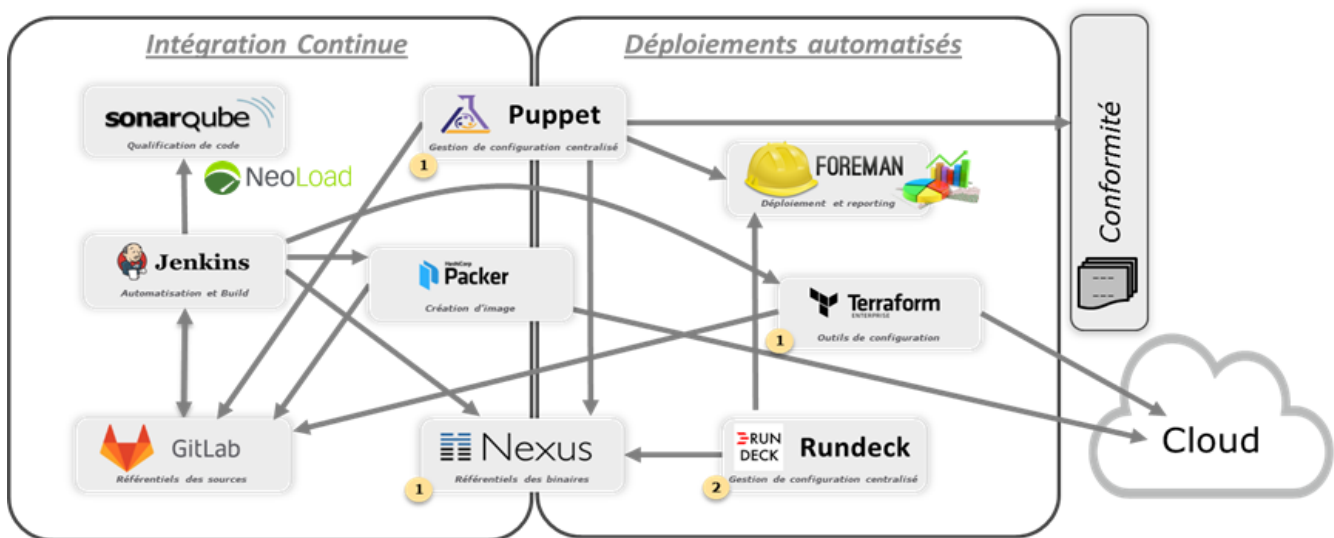 Intégration Continue
Déploiements automatisés
sonarqube
Qualification de code
NeoLoad
Puppet
Gestion de configuration centralisé
1
FOREMAN
Déploiement et reporting
Conformité
Jenkins
Automatisation et Build
HashiCorp
Packer
Création d'image
Terraform
ENTERPRISE
Outils de configuration
1
GitLab
Référentiels des sources
Nexus
Référentiels des binaires
1
RUN
DECK
Rundeck
Gestion de configuration centralisé
2
Cloud